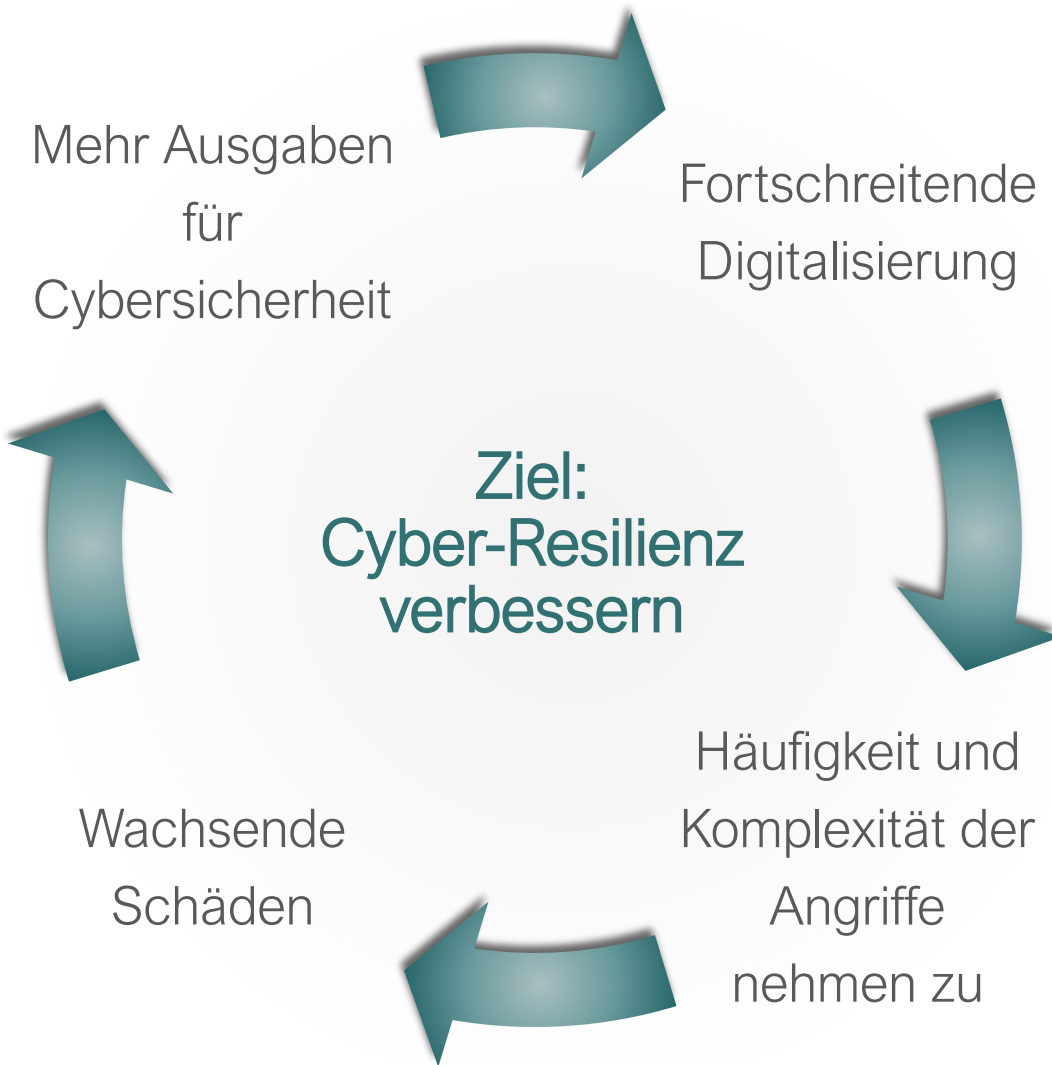 Mehr Ausgaben
für
Cybersicherheit
Fortschreitende
Digitalisierung
Ziel:
Cyber-Resilienz
verbessern
Häufigkeit und
Komplexität der
Angriffe
nehmen zu
Wachsende
Schäden